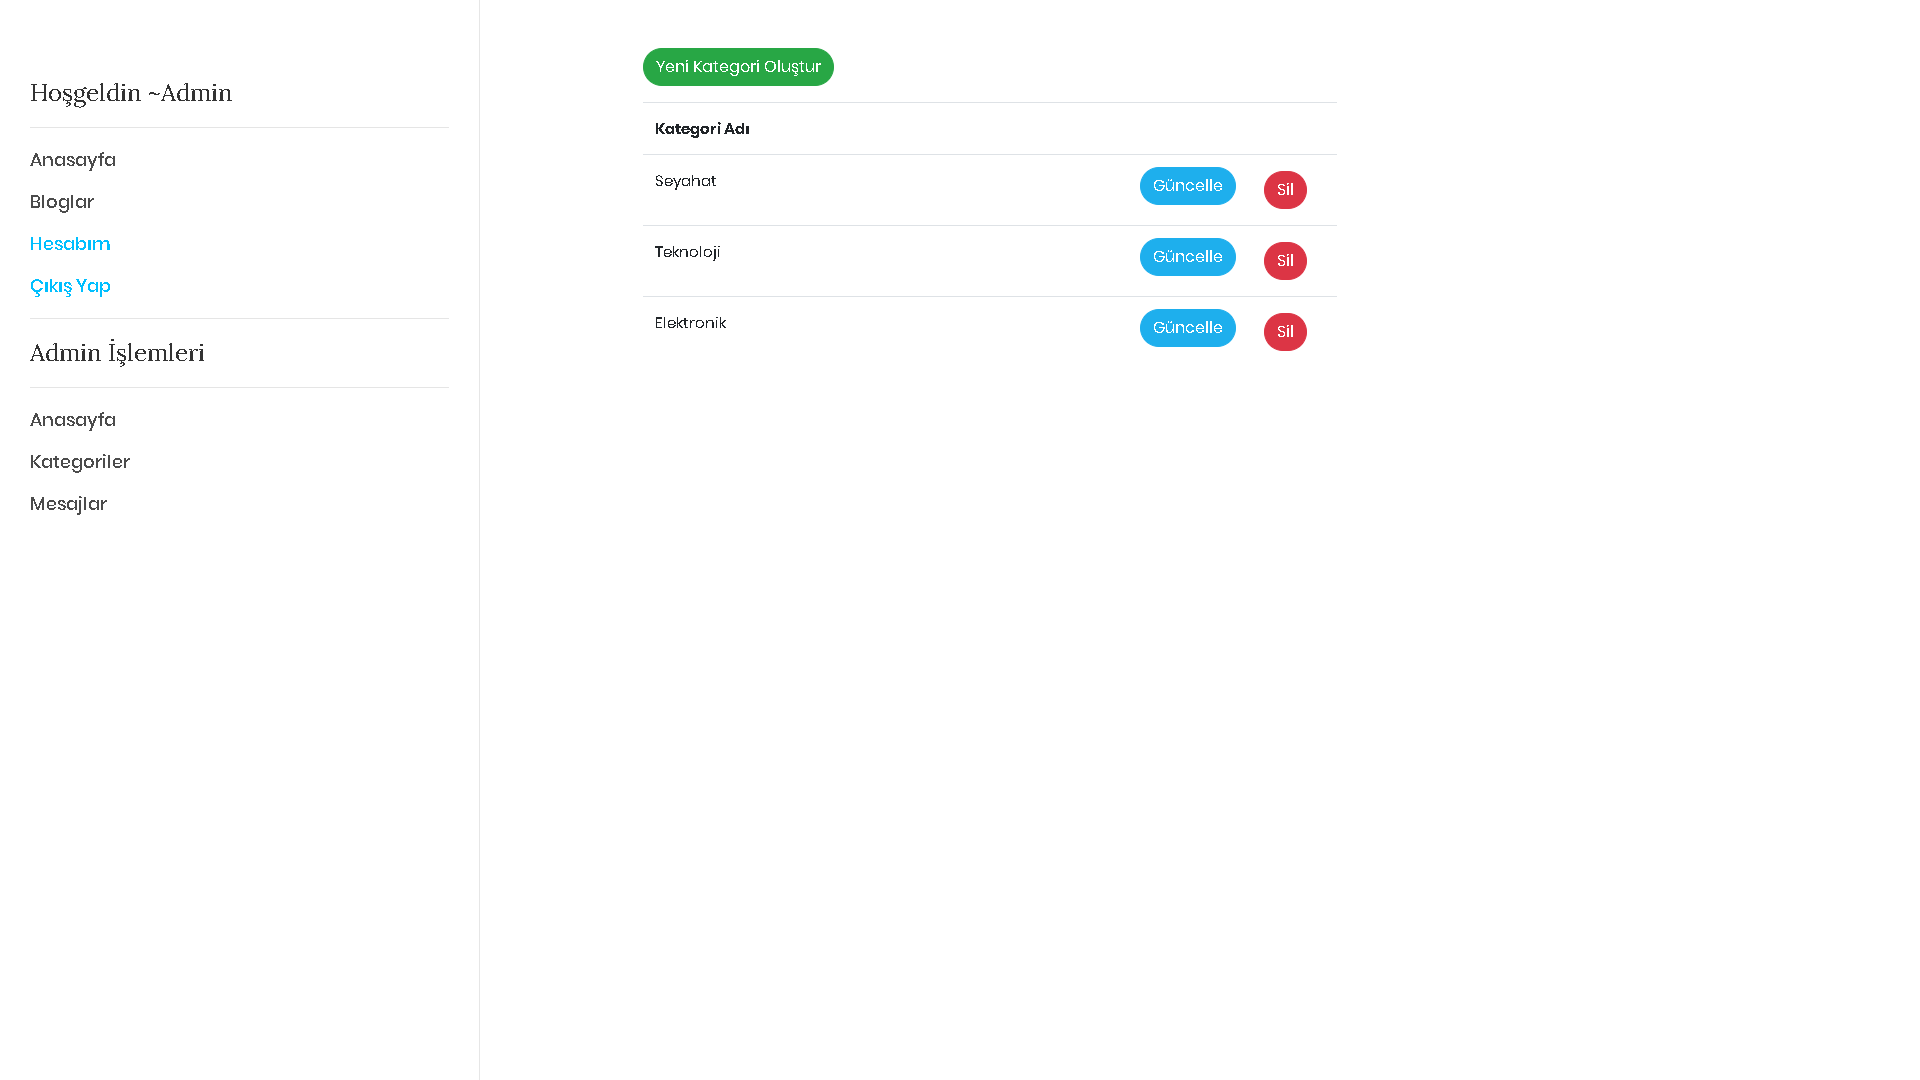 Hoşgeldin ~Admin
Anasayfa
Bloglar
Hesabım
Çıkış Yap
Admin İşlemleri
Anasayfa
Kategoriler
Mesajlar
Yeni Kategori Oluştur
Kategori Adı
Seyahat Güncelle Sil
Teknoloji Güncelle Sil
Elektronik Güncelle Sil